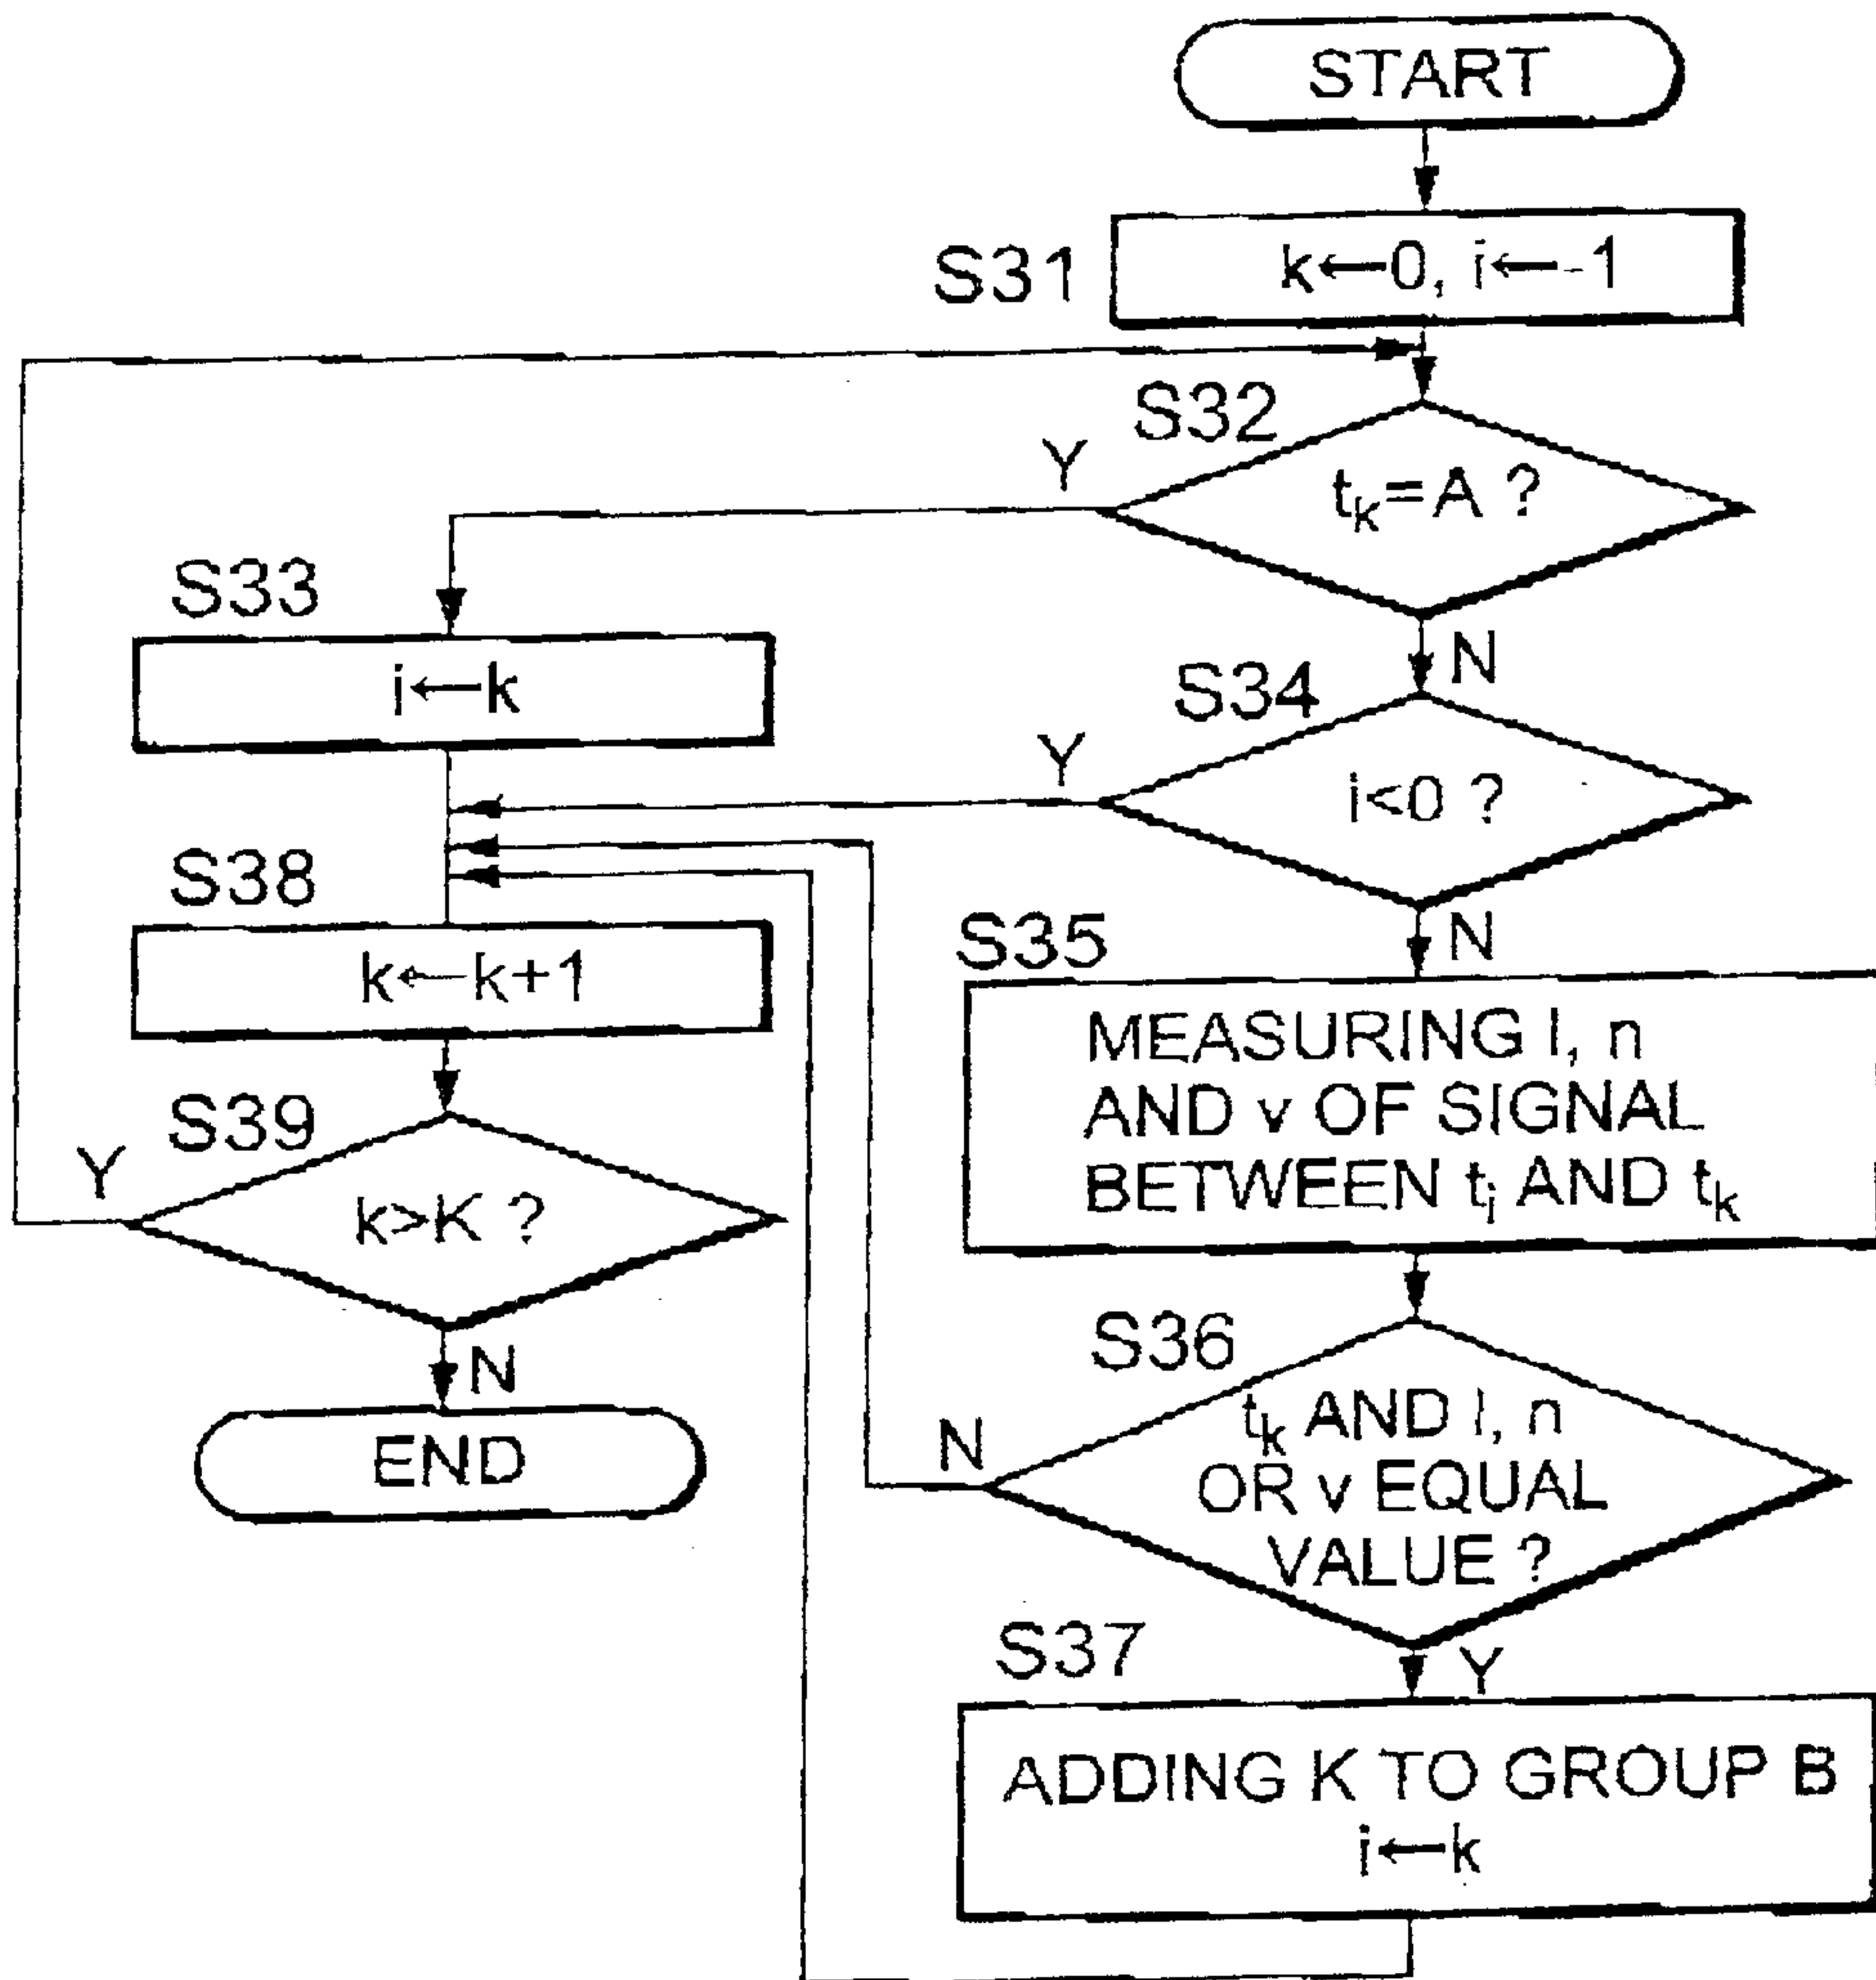 START
S31
k←0, i←-1
S32
Y
tₖ=A ?
N
S33
i←k
S34
Y
i<0 ?
N
S38
k←k+1
S35
MEASURING l, n
AND v OF SIGNAL
BETWEEN tᵢ AND tₖ
S39
Y
k>K ?
N
END
S36
N
tₖ AND l, n
OR v EQUAL
VALUE ?
Y
S37
ADDING K TO GROUP B
i←k